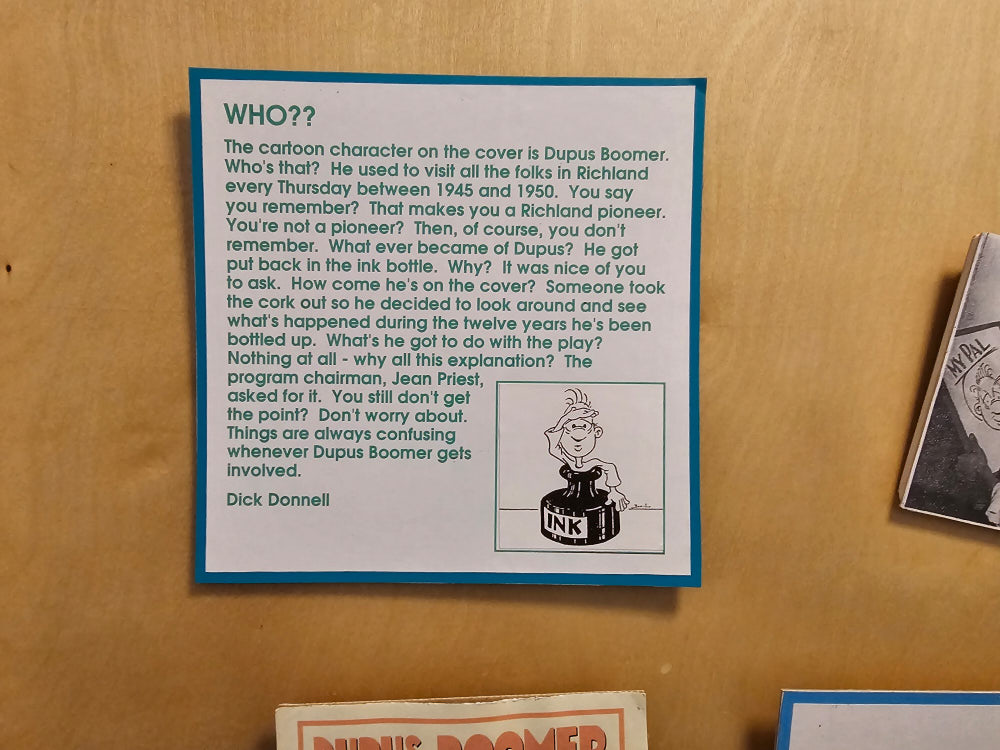 WHO??
The cartoon character on the cover is Dupus Boomer.
Who's that? He used to visit all the folks in Richland
every Thursday between 1945 and 1950. You say
you remember? That makes you a Richland pioneer.
You're not a pioneer? Then, of course, you don't
remember. What ever became of Dupus? He got
put back in the ink bottle. Why? It was nice of you
to ask. How come he's on the cover? Someone took
the cork out so he decided to look around and see
what's happened during the twelve years he's been
bottled up. What's he got to do with the play?
Nothing at all - why all this explanation? The
program chairman, Jean Priest,
asked for it. You still don't get
the point? Don't worry about.
Things are always confusing
whenever Dupus Boomer gets
involved.
Dick Donnell
INK
MY PAL
DUPUS BOOMER